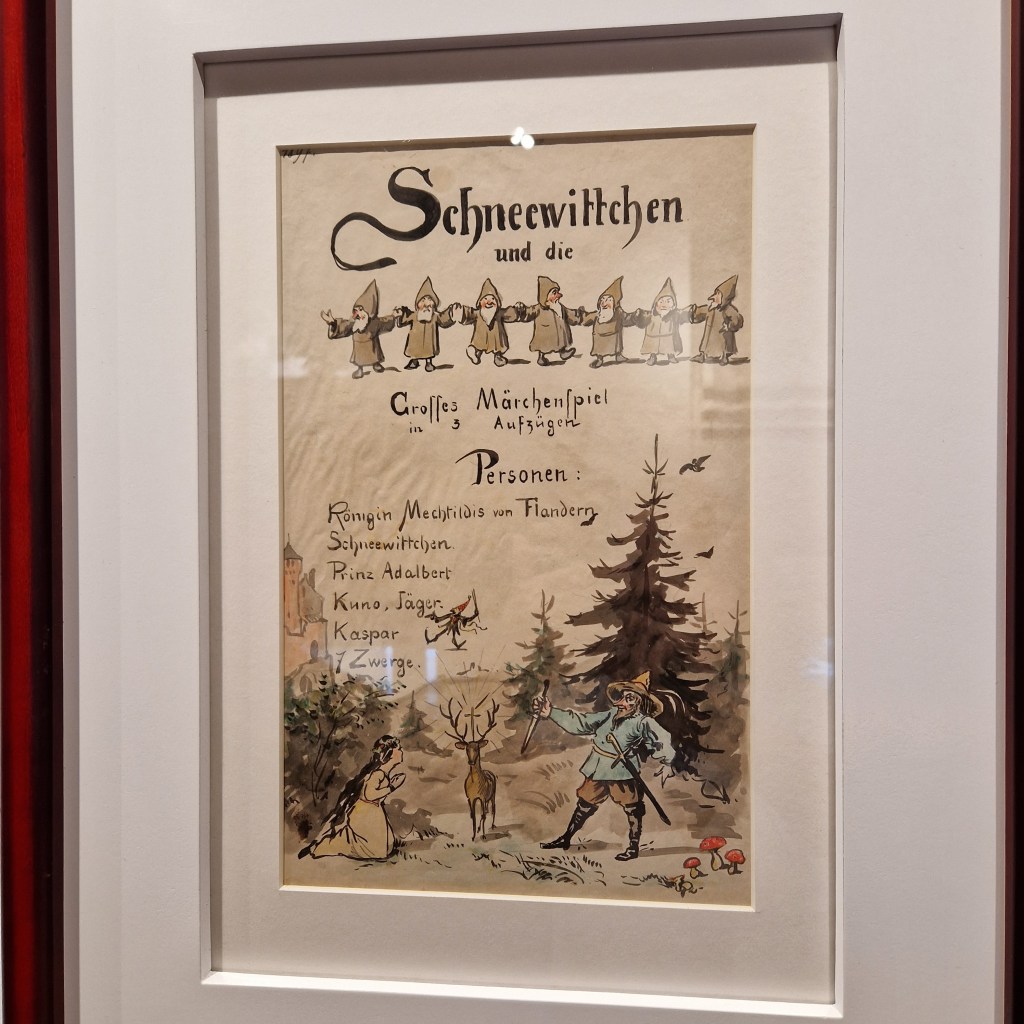 Schneewittchen
und die
Grosses Märchenspiel
in 3 Aufzügen
Personen:
Königin Mechtildis von Flandern
Schneewittchen.
Prinz Adalbert
Kuno, Jäger.
Kaspar
7 Zwerge.